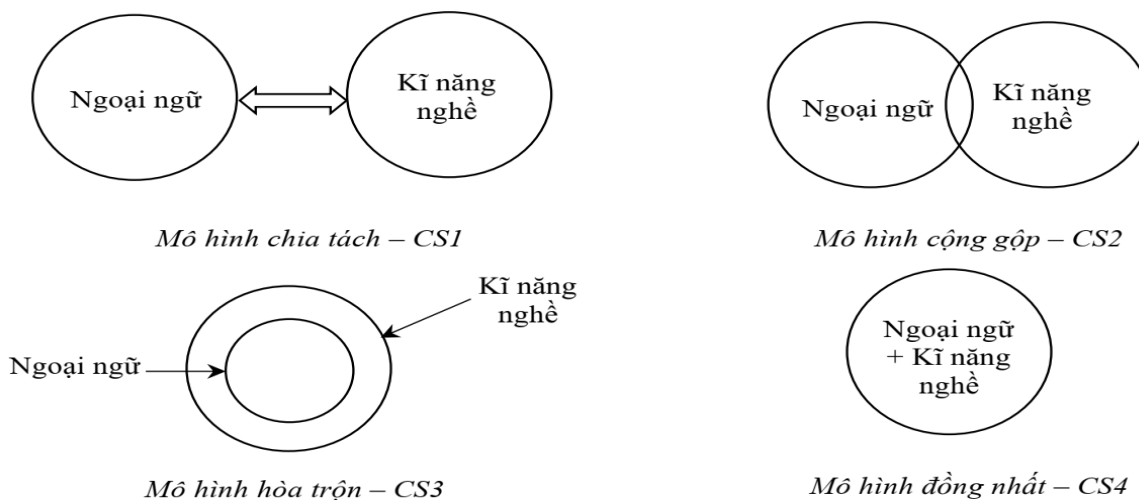 Ngoại ngữ
Kĩ năng
nghề
Ngoại ngữ
Kĩ năng
nghề
Mô hình chia tách – CS1
Mô hình cộng gộp – CS2
Kĩ năng
nghề
Ngoại ngữ
Ngoại ngữ
+ Kĩ năng
nghề
Mô hình hòa trộn – CS3
Mô hình đồng nhất – CS4